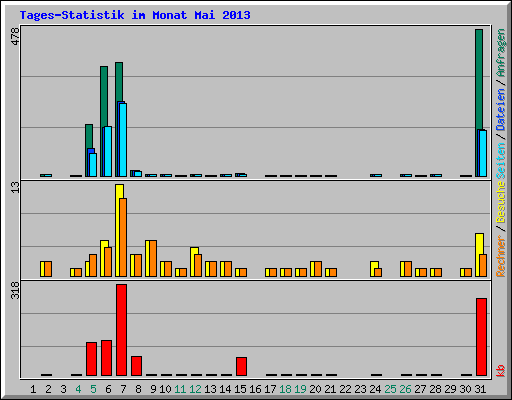 Tages-Statistik im Monat Mai 2013
478
13
318
Rechner / Besuche Seiten / Dateien / Anfragen
kb
1 2 3 4 5 6 7 8 9 10 11 12 13 14 15 16 17 18 19 20 21 22 23 24 25 26 27 28 29 30 31